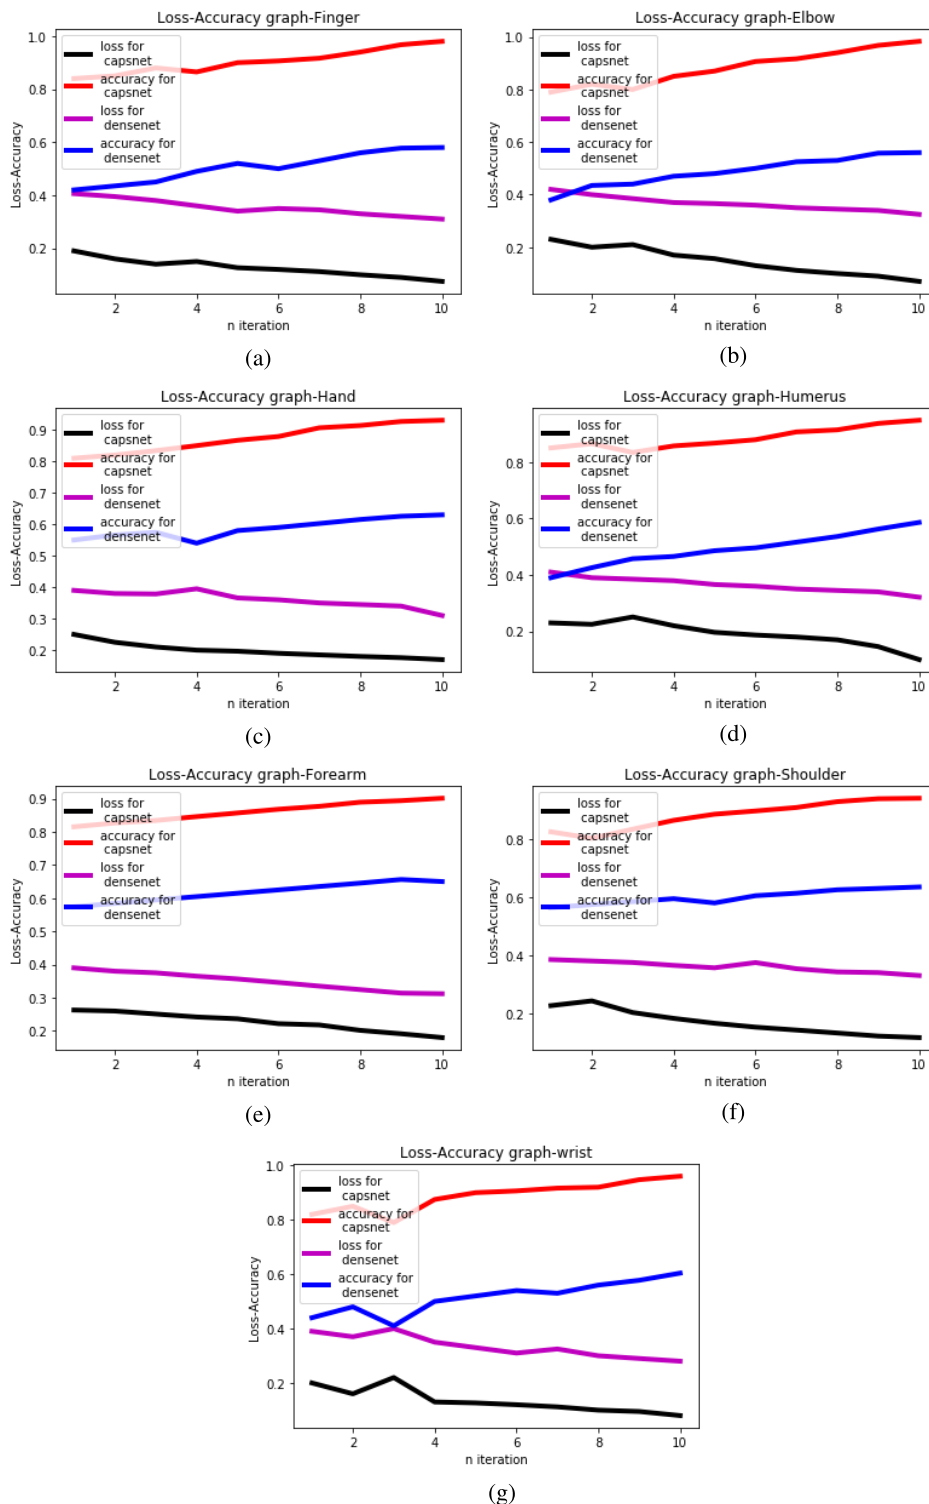 Loss-Accuracy graph-Finger
1.0
0.8
0.6
0.4
0.2
Loss-Accuracy
loss for
capsnet
accuracy for
capsnet
loss for
densenet
accuracy for
densenet
2 4 6 8 10
n iteration
(a)
Loss-Accuracy graph-Elbow
1.0
0.8
0.6
0.4
0.2
Loss-Accuracy
loss for
capsnet
accuracy for
capsnet
loss for
densenet
accuracy for
densenet
2 4 6 8 10
n iteration
(b)
Loss-Accuracy graph-Hand
0.9
0.8
0.7
0.6
0.5
0.4
0.3
0.2
Loss-Accuracy
loss for
capsnet
accuracy for
capsnet
loss for
densenet
accuracy for
densenet
2 4 6 8 10
n iteration
(c)
Loss-Accuracy graph-Humerus
0.8
0.6
0.4
0.2
Loss-Accuracy
loss for
capsnet
accuracy for
capsnet
loss for
densenet
accuracy for
densenet
2 4 6 8 10
n iteration
(d)
Loss-Accuracy graph-Forearm
0.9
0.8
0.7
0.6
0.5
0.4
0.3
0.2
Loss-Accuracy
loss for
capsnet
accuracy for
capsnet
loss for
densenet
accuracy for
densenet
2 4 6 8 10
n iteration
(e)
Loss-Accuracy graph-Shoulder
0.8
0.6
0.4
0.2
Loss-Accuracy
loss for
capsnet
accuracy for
capsnet
loss for
densenet
accuracy for
densenet
2 4 6 8 10
n iteration
(f)
Loss-Accuracy graph-wrist
1.0
0.8
0.6
0.4
0.2
Loss-Accuracy
loss for
capsnet
accuracy for
capsnet
loss for
densenet
accuracy for
densenet
2 4 6 8 10
n iteration
(g)